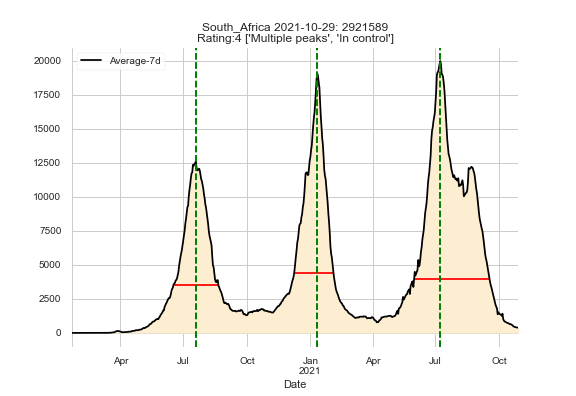 South_Africa 2021-10-29: 2921589
Rating:4 ['Multiple peaks', 'In control']
Average-7d
20000
17500
15000
12500
10000
7500
5000
2500
0
Apr
Jul
Oct
Jan
2021
Apr
Jul
Oct
Date